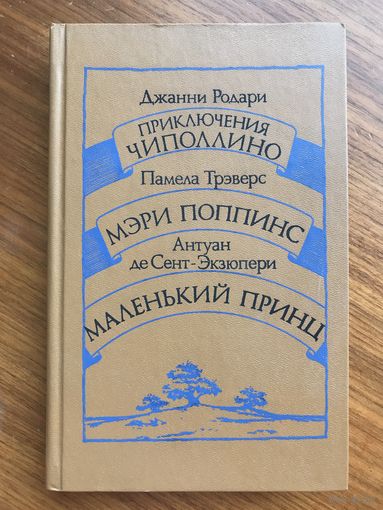 Джанни Родари
ПРИКЛЮЧЕНИЯ
ЧИПОЛЛИНО
Памела Трэверс
МЭРИ ПОППИНС
Антуан
де Сент-Экзюпери
МАЛЕНЬКИЙ ПРИНЦ